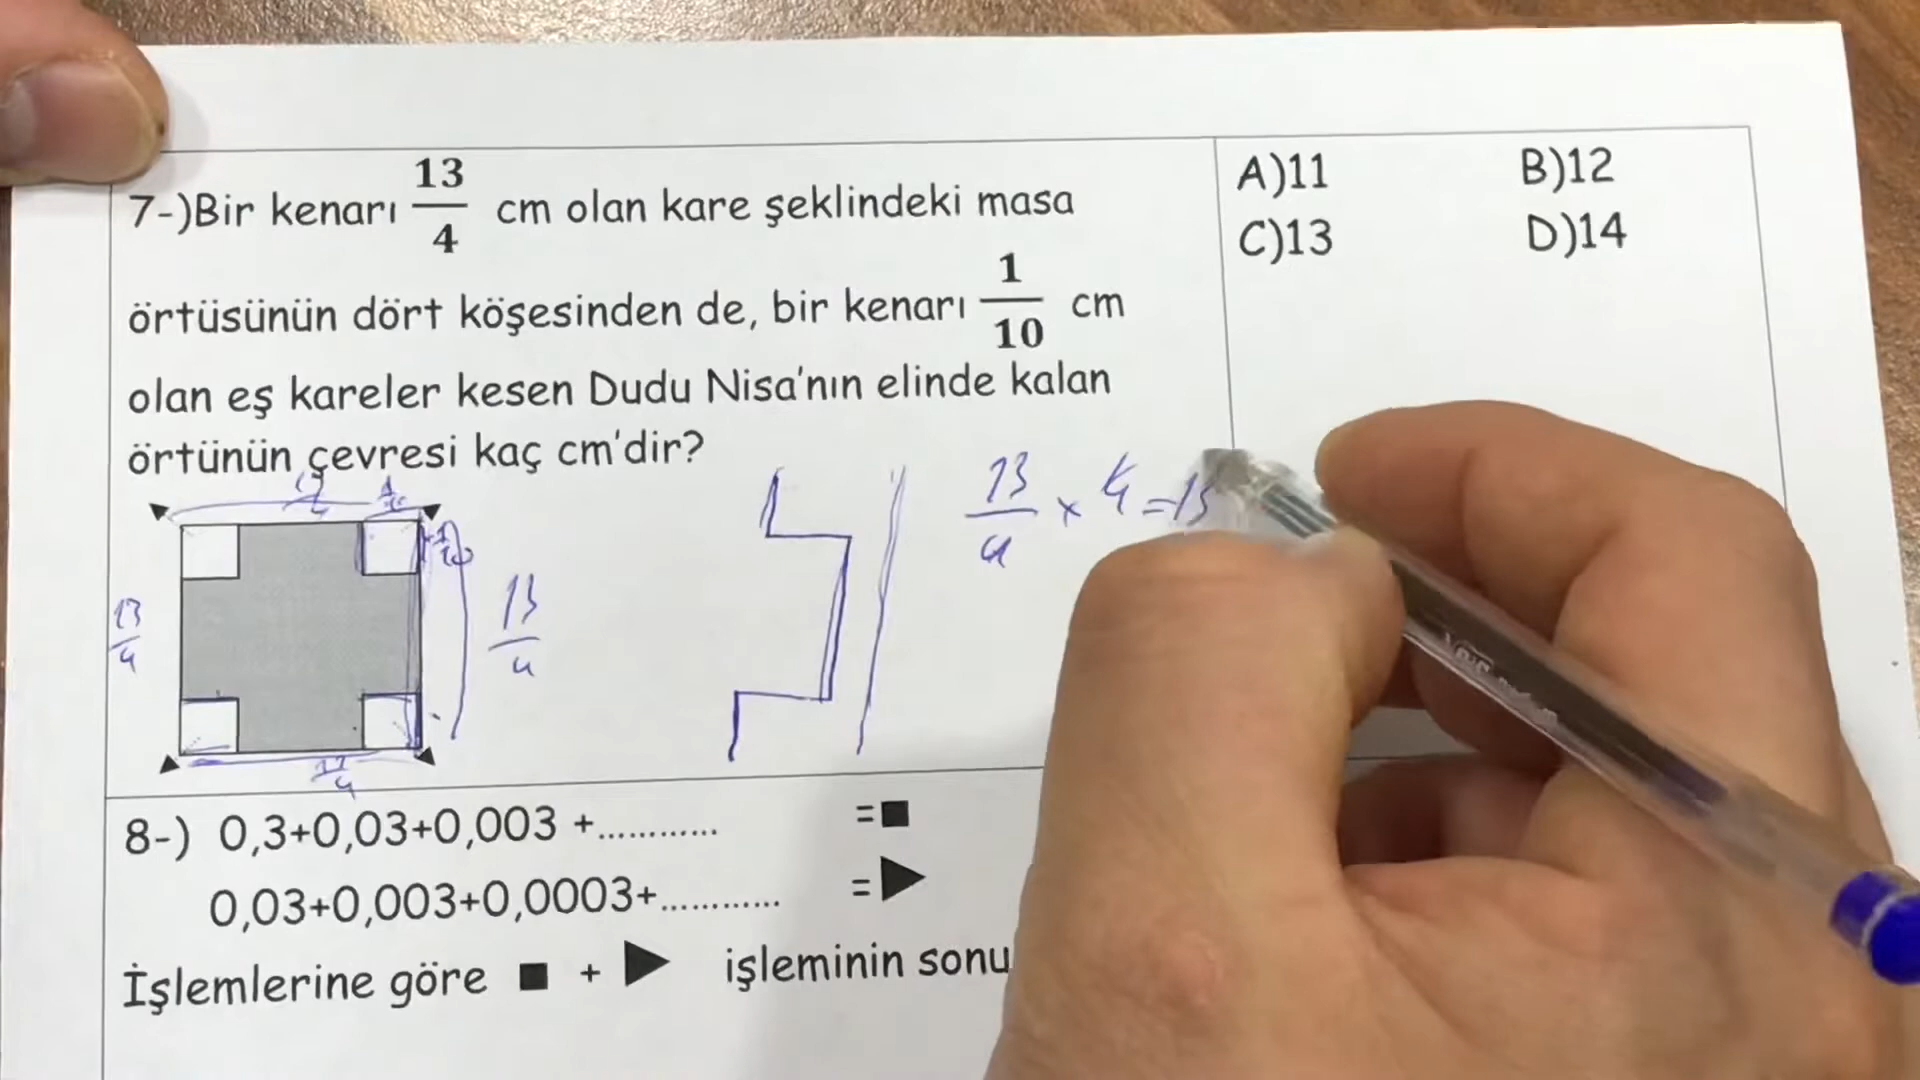 7-)Bir kenarı 13/4 cm olan kare şeklindeki masa
örtüsünün dört köşesinden de, bir kenarı 1/10 cm
olan eş kareler kesen Dudu Nisa'nın elinde kalan
örtünün çevresi kaç cm'dir?
13/4
13/4
13/4 x 4 =13
8-) 0,3+0,03+0,003 +............ =■
0,03+0,003+0,0003+............ =▶
İşlemlerine göre ■ + ▶ işleminin sonu
A)11 B)12
C)13 D)14